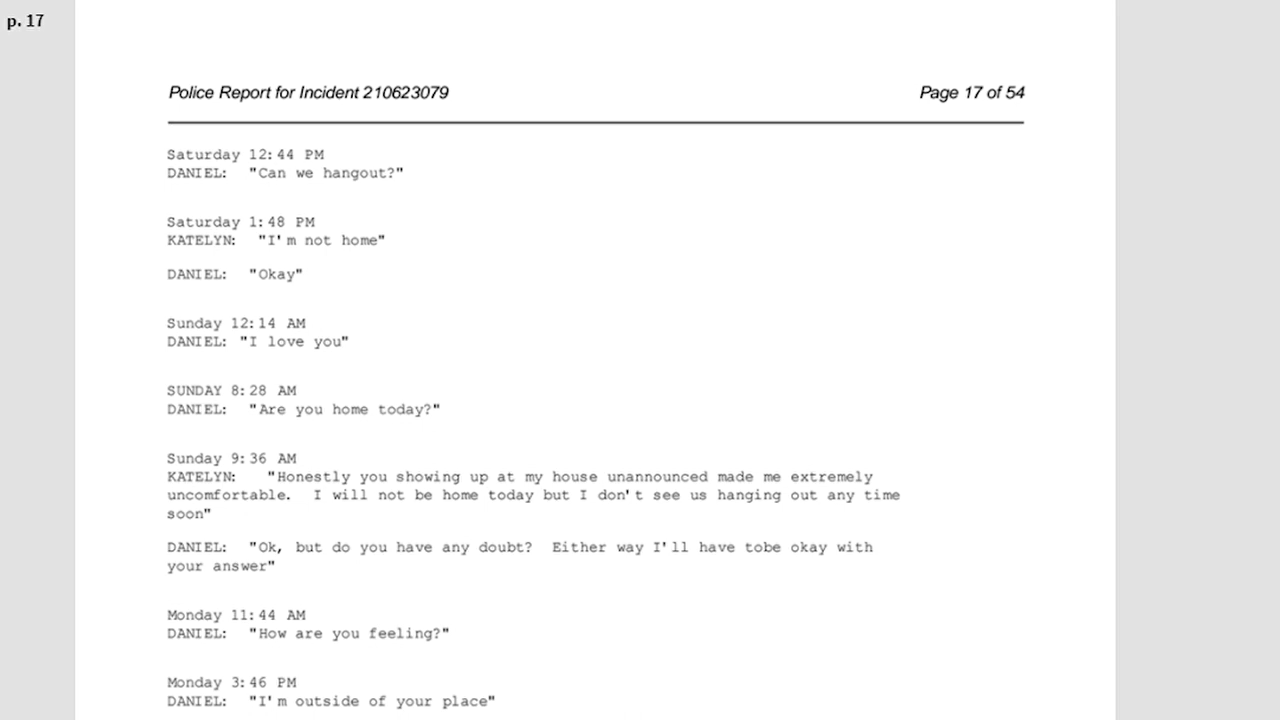 p. 17
Police Report for Incident 210623079 Page 17 of 54
Saturday 12:44 PM
DANIEL: "Can we hangout?"
Saturday 1:48 PM
KATELYN: "I'm not home"
DANIEL: "Okay"
Sunday 12:14 AM
DANIEL: "I love you"
SUNDAY 8:28 AM
DANIEL: "Are you home today?"
Sunday 9:36 AM
KATELYN: "Honestly you showing up at my house unannounced made me extremely
uncomfortable. I will not be home today but I don't see us hanging out any time
soon"
DANIEL: "Ok, but do you have any doubt? Either way I'll have tobe okay with
your answer"
Monday 11:44 AM
DANIEL: "How are you feeling?"
Monday 3:46 PM
DANIEL: "I'm outside of your place"